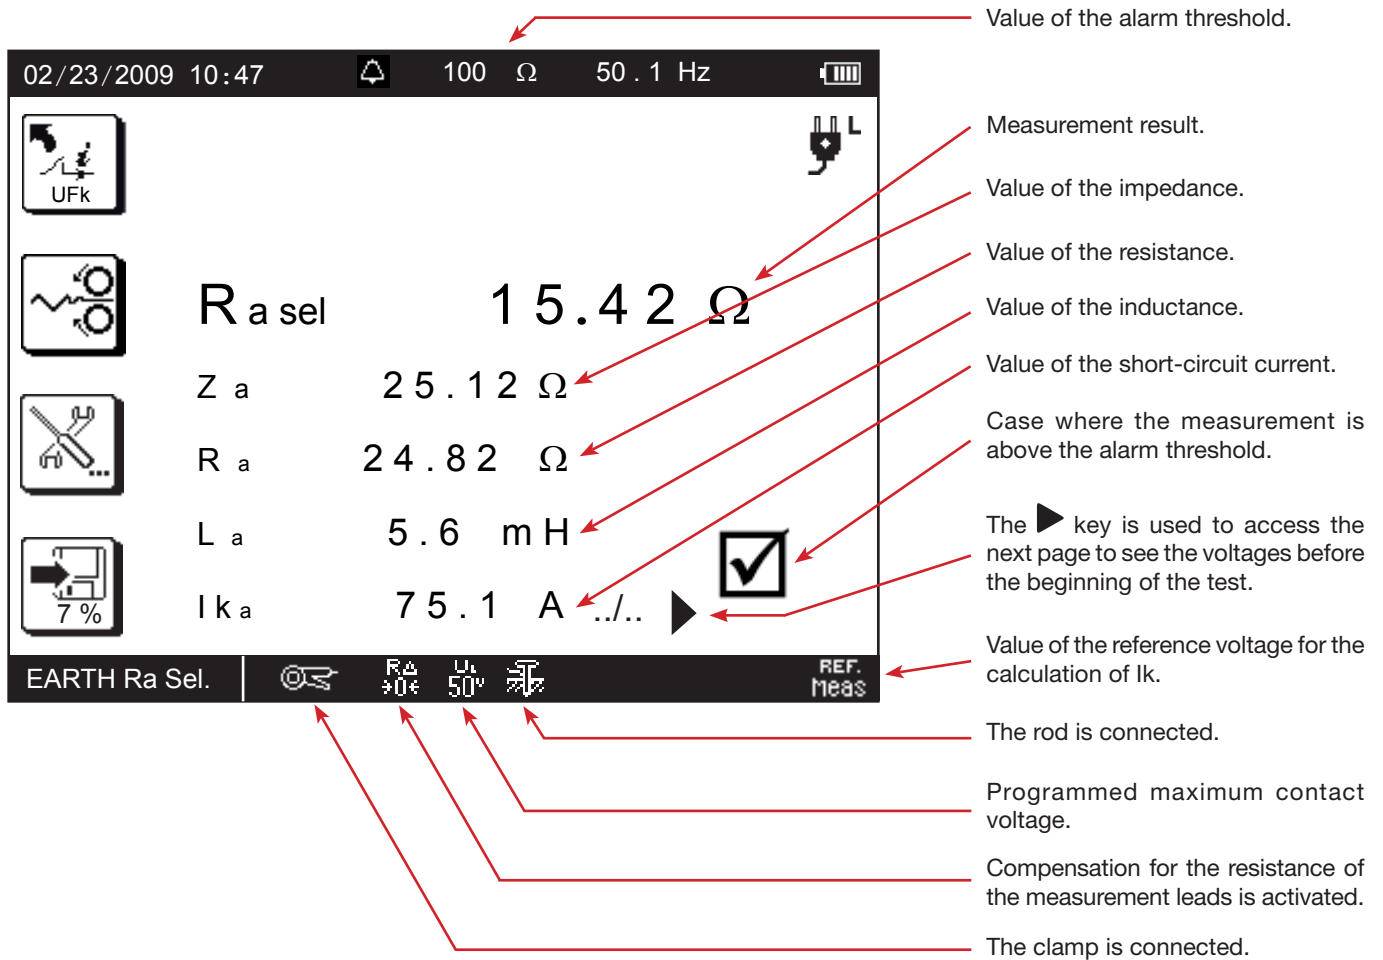 Value of the alarm threshold.
02/23/2009 10:47 100 Ω 50.1 Hz
L
Measurement result.
UFk
Value of the impedance.
Value of the resistance.
R a sel 15.42 Ω
Value of the inductance.
Z a 25.12 Ω
Value of the short-circuit current.
Case where the measurement is
above the alarm threshold.
R a 24.82 Ω
...
L a 5.6 mH
The ▶ key is used to access the
next page to see the voltages before
the beginning of the test.
7 %
Ik a 75.1 A ../.. ▶
Value of the reference voltage for the
calculation of Ik.
EARTH Ra Sel.
RΔ
→0←
UL
50V
REF.
Meas
The rod is connected.
Programmed maximum contact
voltage.
Compensation for the resistance of
the measurement leads is activated.
The clamp is connected.